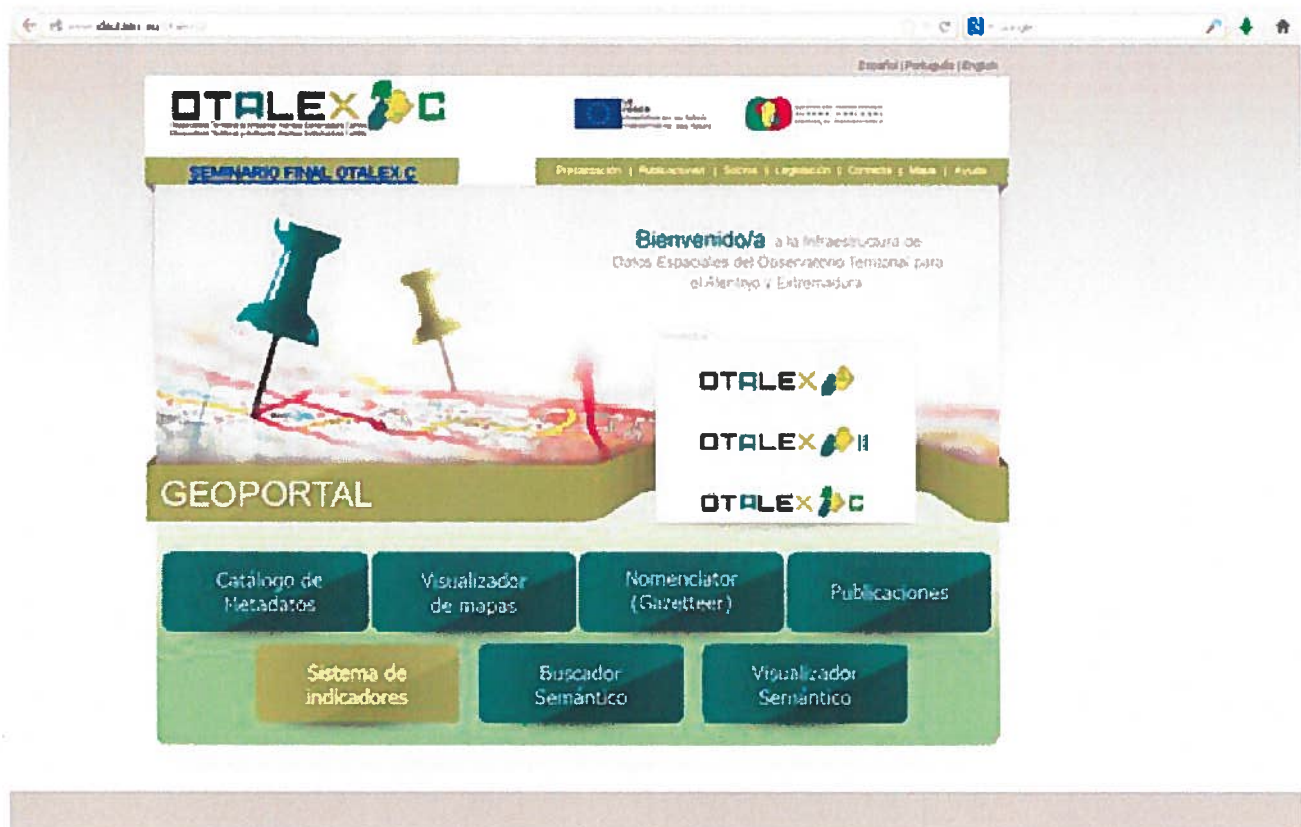 Español | Português | English
OTALEX C
SEMINARIO FINAL OTALEX C
Presentación | Publicaciones | Socios | Legislación | Contacto | Mapa | Ayuda
Bienvenido/a a la Infraestructura de
Datos Espaciales del Observatorio Territorial para
el Alentejo y Extremadura
OTALEX
OTALEX II
OTALEX C
GEOPORTAL
Catálogo de
Metadatos
Visualizador
de mapas
Nomenclator
(Gazetteer)
Publicaciones
Sistema de
indicadores
Buscador
Semántico
Visualizador
Semántico